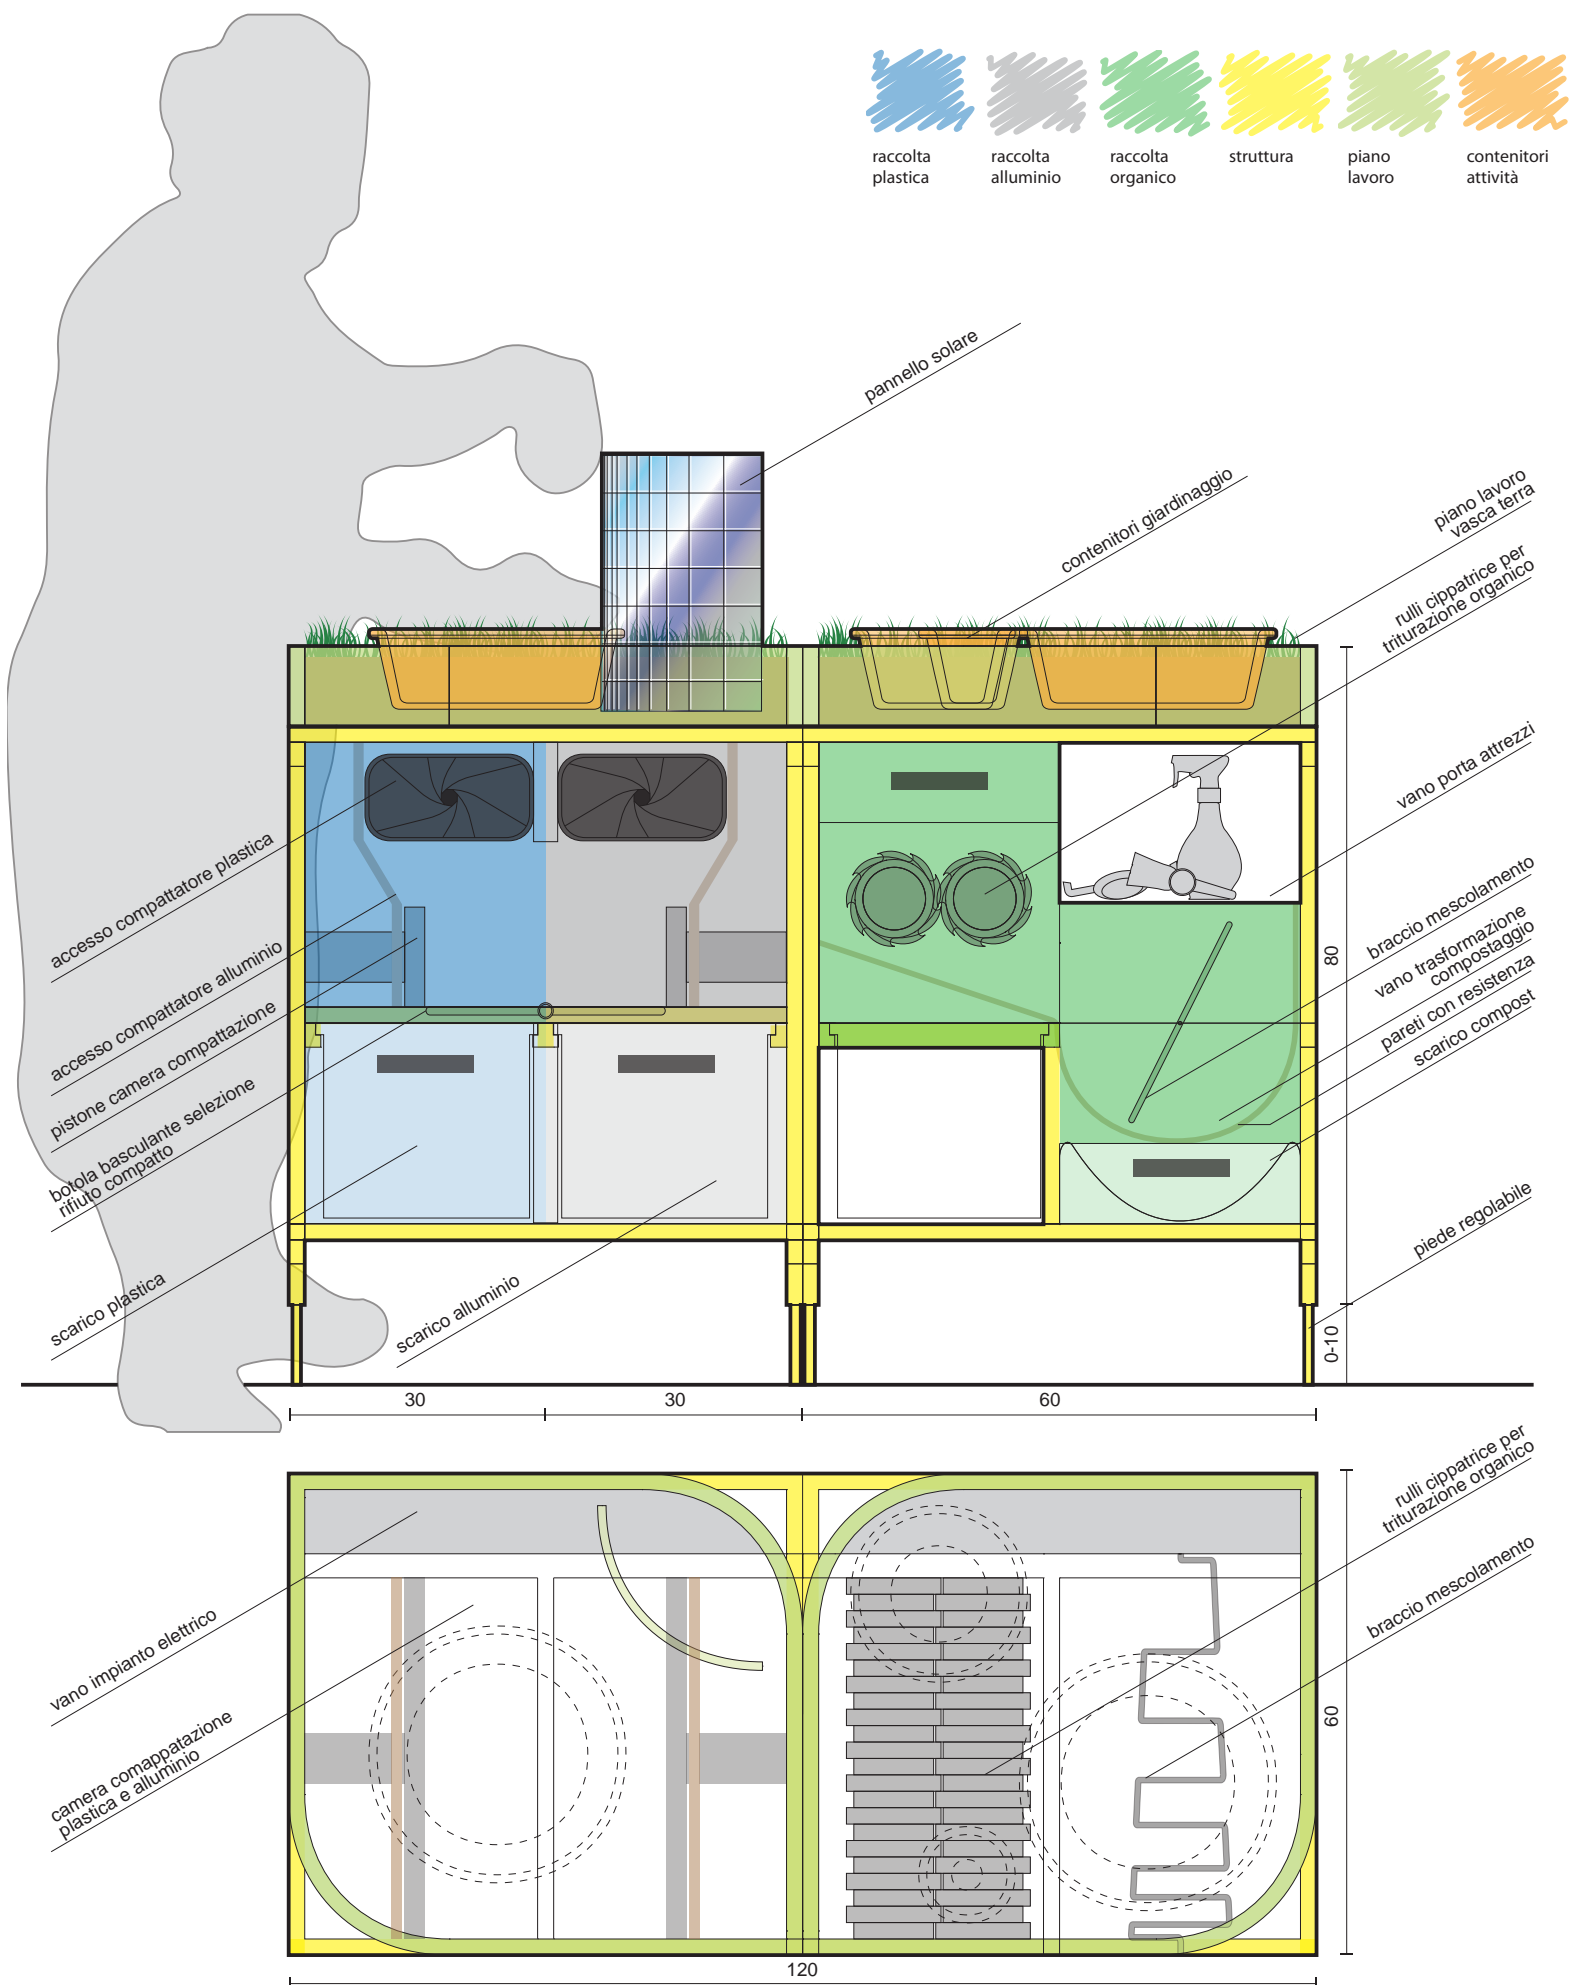 raccolta
plastica
raccolta
alluminio
raccolta
organico
struttura
piano
lavoro
contenitori
attività
pannello solare
contenitori giardinaggio
piano lavoro
vasca terra
rulli cippatrice per
triturazione organico
vano porta attrezzi
braccio mescolamento
vano trasformazione
compostaggio
pareti con resistenza
scarico compost
piede regolabile
accesso compattatore plastica
accesso compattatore alluminio
pistone camera compattazione
botola basculante selezione
rifiuto compatto
scarico plastica
scarico alluminio
80
0-10
30
30
60
rulli cippatrice per
triturazione organico
braccio mescolamento
vano impianto elettrico
camera comappatazione
plastica e alluminio
60
120